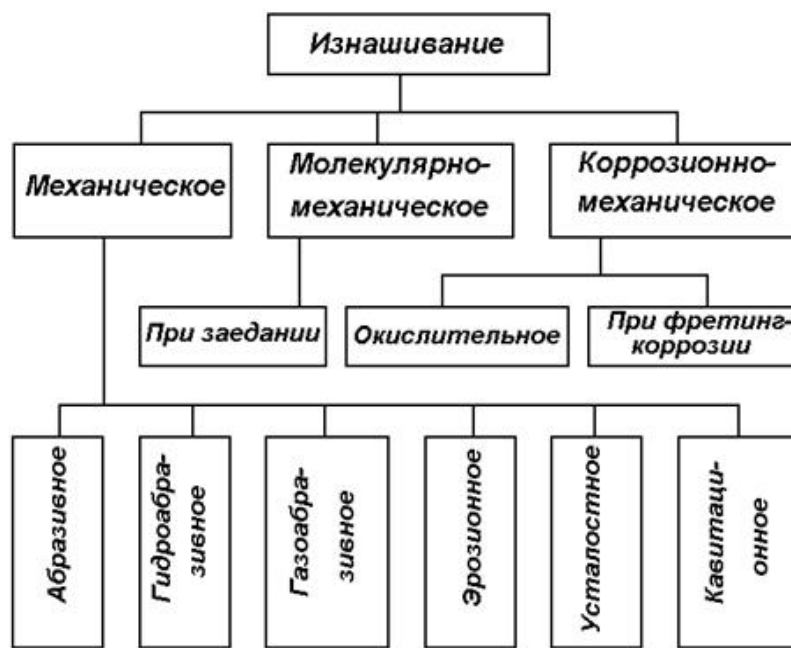 Изнашивание
Механическое
Молекулярно-
механическое
Коррозионно-
механическое
При заедании
Окислительное
При фретинг-
коррозии
Абразивное
Гидроабра-
зивное
Газоабра-
зивное
Эрозионное
Усталостное
Кавитаци-
онное